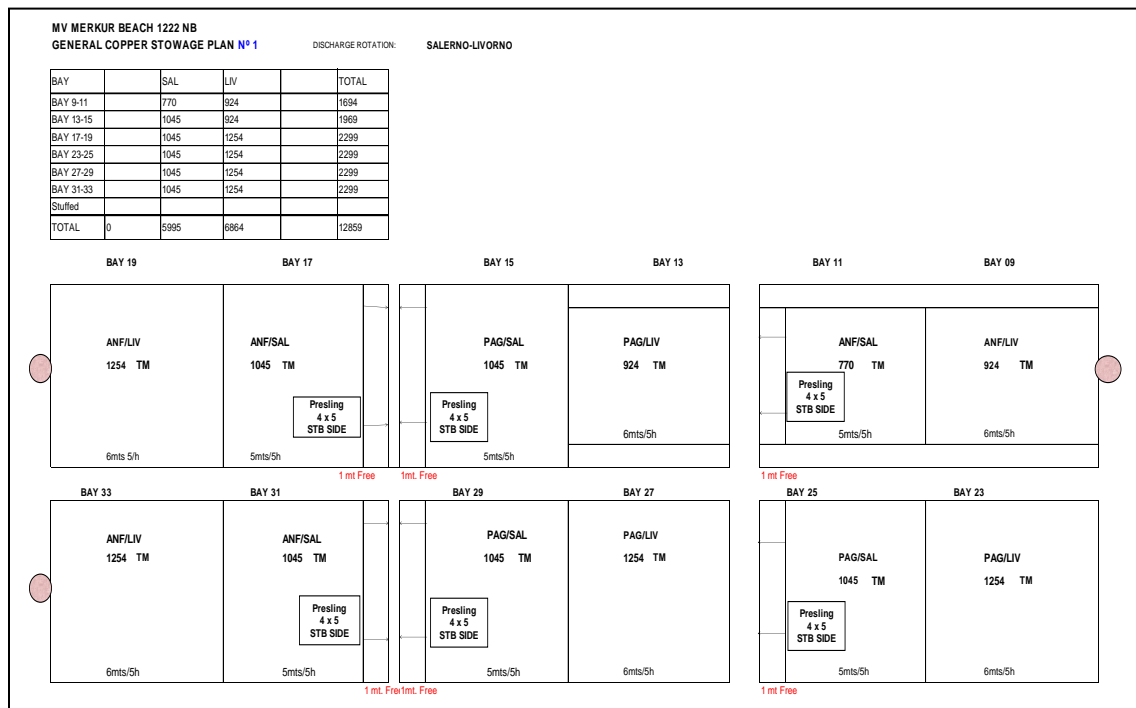 MV MERKUR BEACH 1222 NB
GENERAL COPPER STOWAGE PLAN Nº 1 DISCHARGE ROTATION: SALERNO-LIVORNO
BAY SAL LIV TOTAL
BAY 9-11 770 924 1694
BAY 13-15 1045 924 1969
BAY 17-19 1045 1254 2299
BAY 23-25 1045 1254 2299
BAY 27-29 1045 1254 2299
BAY 31-33 1045 1254 2299
Stuffed
TOTAL 0 5995 6864 12859
BAY 19 BAY 17 BAY 15 BAY 13 BAY 11 BAY 09
ANF/LIV ANF/SAL PAG/SAL PAG/LIV ANF/SAL ANF/LIV
1254 TM 1045 TM 1045 TM 924 TM 770 TM 924 TM
Presling Presling Presling
4 x 5 4 x 5 4 x 5
STB SIDE STB SIDE STB SIDE
6mts 5/h 5mts/5h 5mts/5h 6mts/5h 5mts/5h 6mts/5h
1 mt Free 1mt. Free 1 mt Free
BAY 33 BAY 31 BAY 29 BAY 27 BAY 25 BAY 23
ANF/LIV ANF/SAL PAG/SAL PAG/LIV PAG/SAL PAG/LIV
1254 TM 1045 TM 1045 TM 1254 TM 1045 TM 1254 TM
Presling Presling Presling
4 x 5 4 x 5 4 x 5
STB SIDE STB SIDE STB SIDE
6mts/5h 5mts/5h 5mts/5h 6mts/5h 5mts/5h 6mts/5h
1 mt. Fre 1mt. Free 1 mt Free